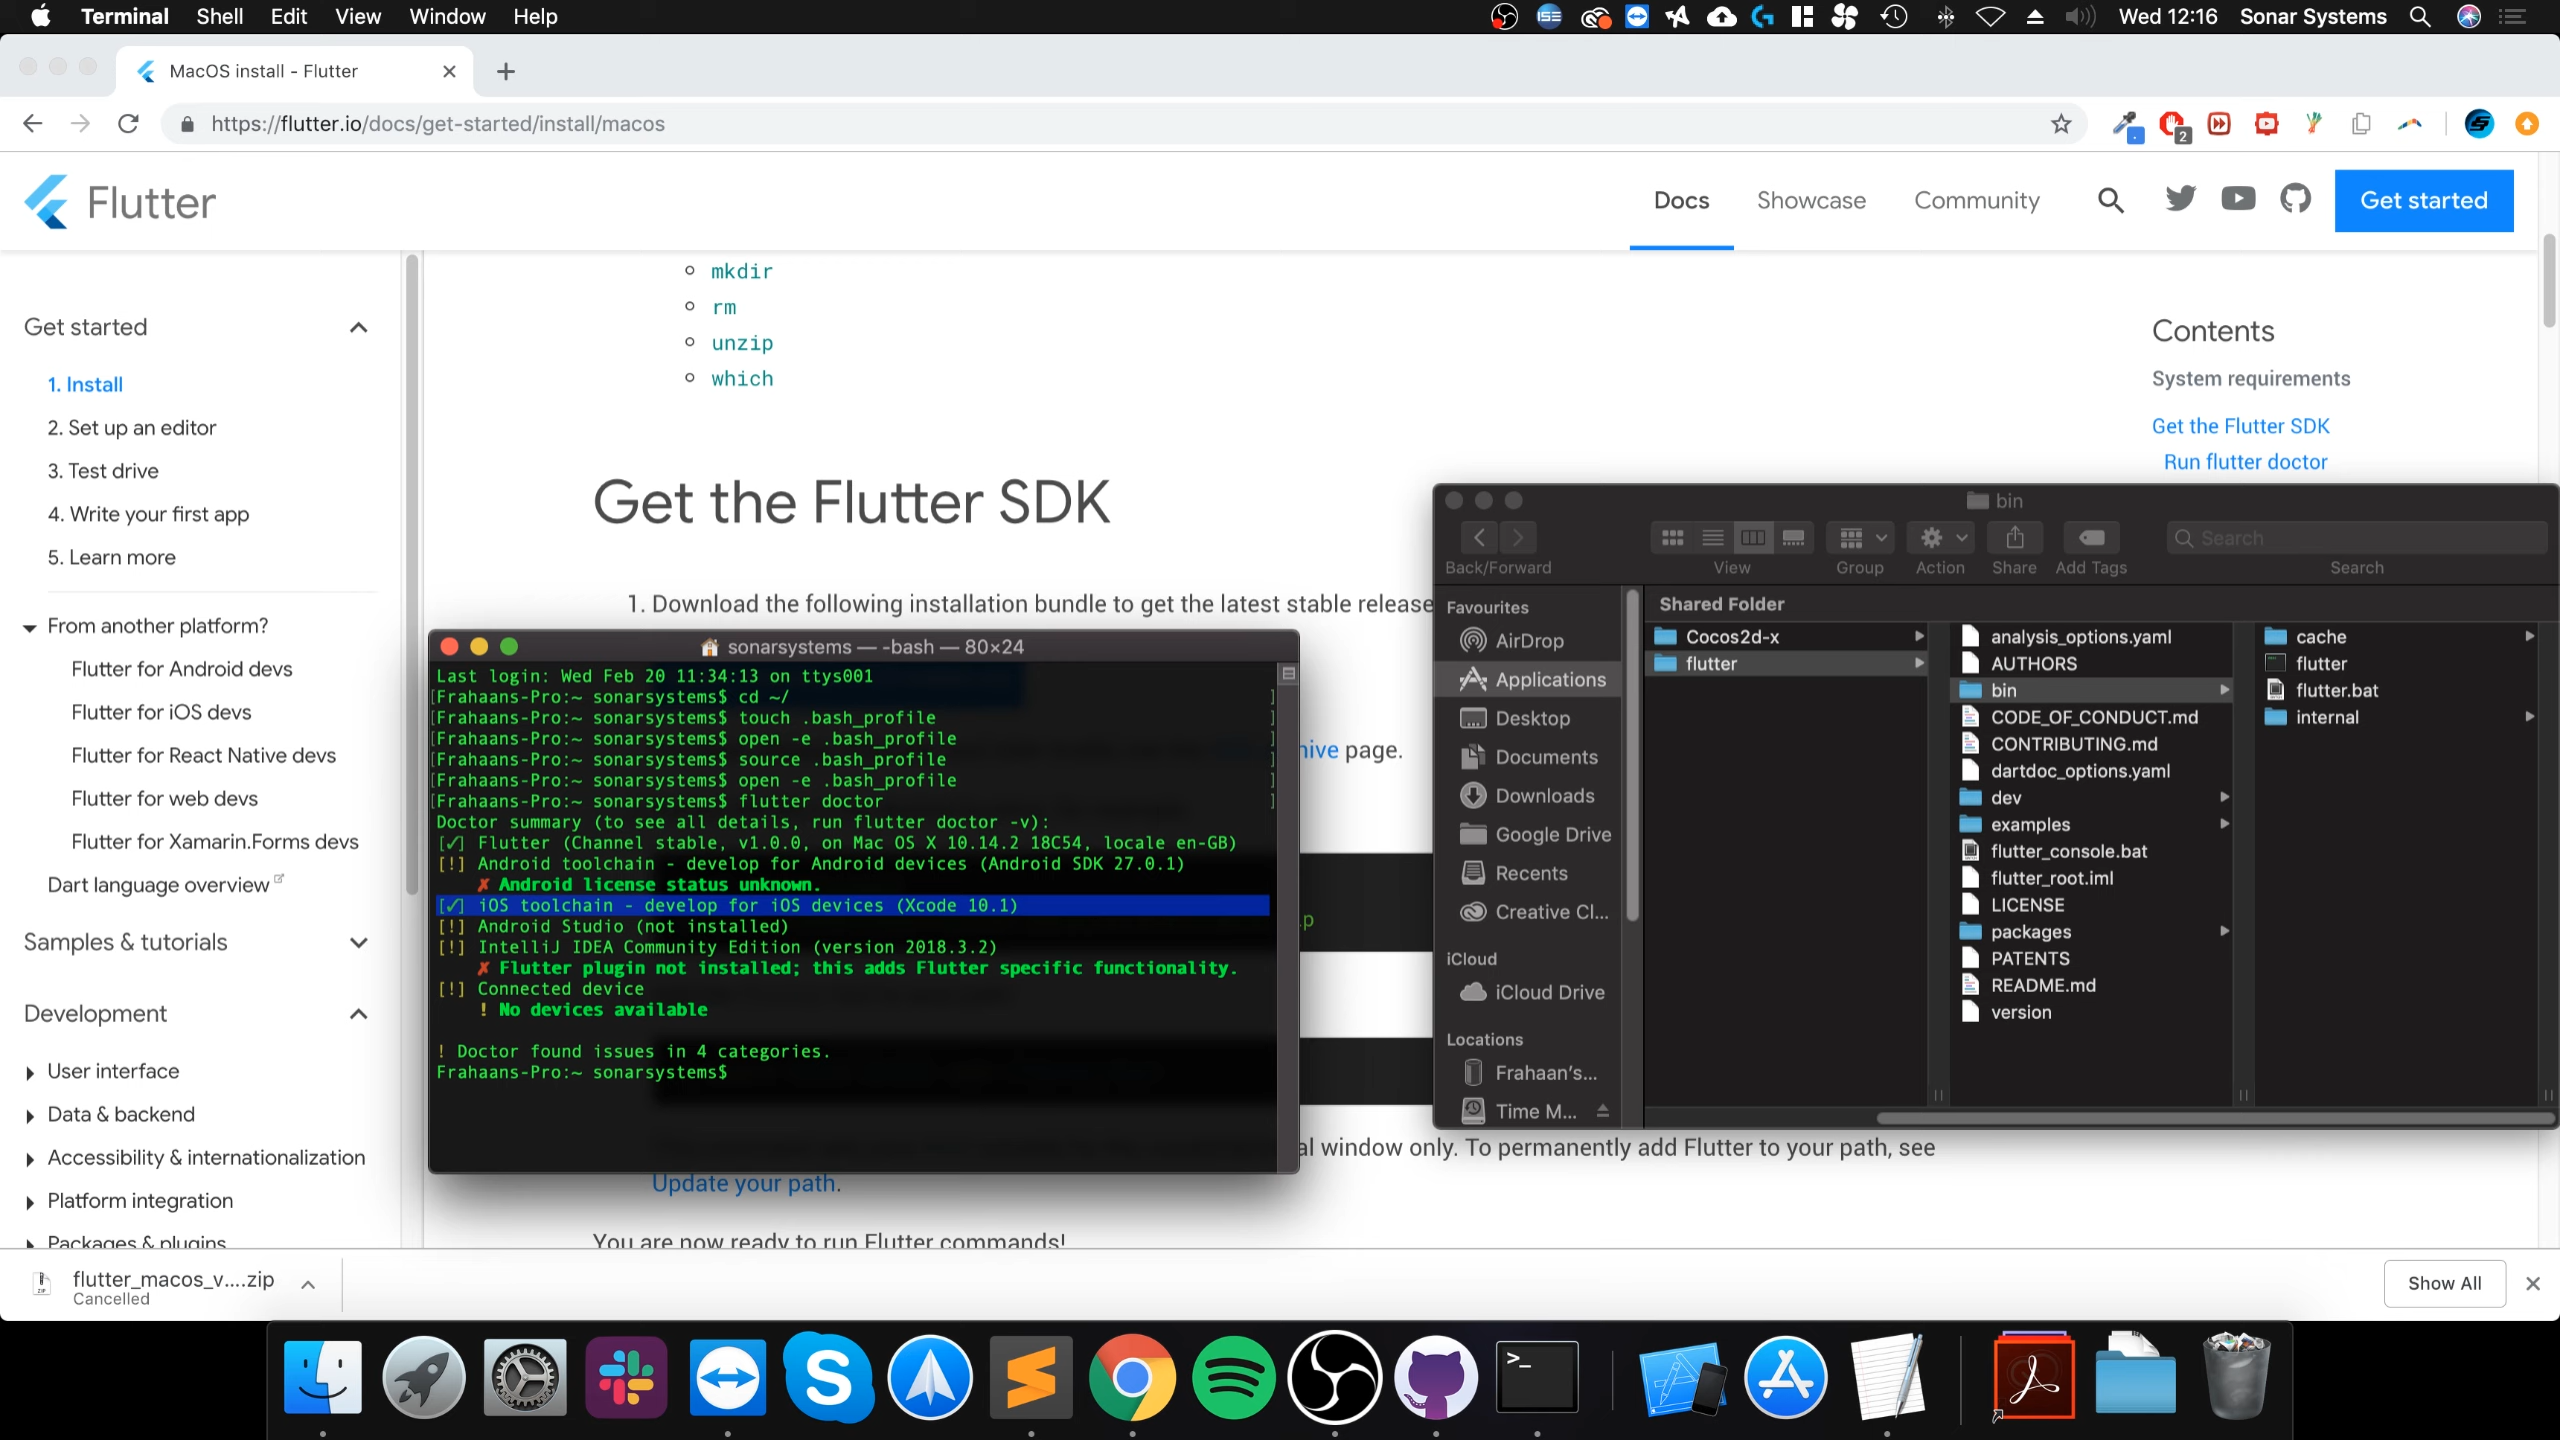 Terminal Shell Edit View Window Help
Wed 12:16 Sonar Systems
MacOS install - Flutter
https://flutter.io/docs/get-started/install/macos
2
Flutter
Docs Showcase Community Get started
Get started
1. Install
2. Set up an editor
3. Test drive
4. Write your first app
5. Learn more
From another platform?
Flutter for Android devs
Flutter for iOS devs
Flutter for React Native devs
Flutter for web devs
Flutter for Xamarin.Forms devs
Dart language overview
Samples & tutorials
Development
User interface
Data & backend
Accessibility & internationalization
Platform integration
Packages & plugins
mkdir
rm
unzip
which
Get the Flutter SDK
1. Download the following installation bundle to get the latest stable release
hive page.
p
al window only. To permanently add Flutter to your path, see
Update your path.
You are now ready to run Flutter commands!
Contents
System requirements
Get the Flutter SDK
Run flutter doctor
sonarsystems — -bash — 80×24
Last login: Wed Feb 20 11:34:13 on ttys001
[Frahaans-Pro:~ sonarsystems$ cd ~/ ]
[Frahaans-Pro:~ sonarsystems$ touch .bash_profile ]
[Frahaans-Pro:~ sonarsystems$ open -e .bash_profile ]
[Frahaans-Pro:~ sonarsystems$ source .bash_profile ]
[Frahaans-Pro:~ sonarsystems$ open -e .bash_profile ]
[Frahaans-Pro:~ sonarsystems$ flutter doctor ]
Doctor summary (to see all details, run flutter doctor -v):
[✓] Flutter (Channel stable, v1.0.0, on Mac OS X 10.14.2 18C54, locale en-GB)
[!] Android toolchain - develop for Android devices (Android SDK 27.0.1)
✗ Android license status unknown.
[✓] iOS toolchain - develop for iOS devices (Xcode 10.1)
[!] Android Studio (not installed)
[!] IntelliJ IDEA Community Edition (version 2018.3.2)
✗ Flutter plugin not installed; this adds Flutter specific functionality.
[!] Connected device
! No devices available
! Doctor found issues in 4 categories.
Frahaans-Pro:~ sonarsystems$
bin
Search
Back/Forward View Group Action Share Add Tags Search
Favourites
AirDrop
Applications
Desktop
Documents
Downloads
Google Drive
Recents
Creative Cl...
iCloud
iCloud Drive
Locations
Frahaan's...
Time M...
Shared Folder
Cocos2d-x
flutter
analysis_options.yaml
AUTHORS
bin
CODE_OF_CONDUCT.md
CONTRIBUTING.md
dartdoc_options.yaml
dev
examples
flutter_console.bat
flutter_root.iml
LICENSE
packages
PATENTS
README.md
version
cache
flutter
flutter.bat
internal
flutter_macos_v....zip
Cancelled
Show All